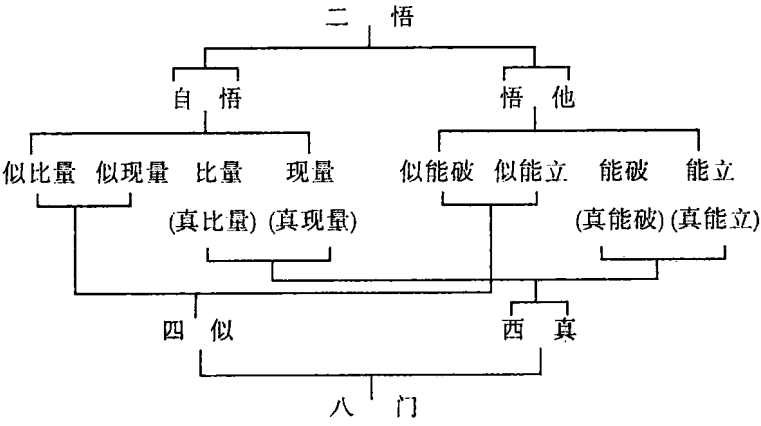 二 悟
自 悟 悟 他
似比量 似现量 比量 现量 似能破 似能立 能破 能立
(真比量) (真现量) (真能破) (真能立)
四 似 西 真
八 门